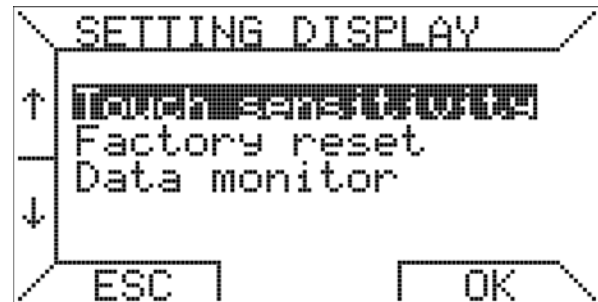 SETTING DISPLAY
↑ Touch sensitivity
Factory reset
Data monitor
↓
ESC OK